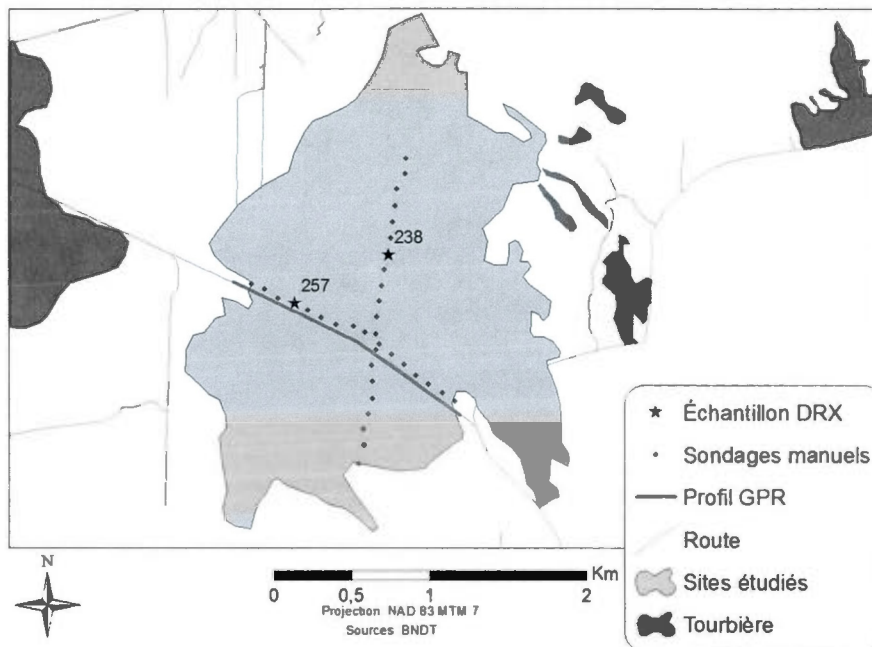 238
257
★ Échantillon DRX
Sondages manuels
Profil GPR
Route
Sites étudiés
Tourbière
N
0 0,5 1 2 Km
Projection NAD 83 MTM 7
Sources BNDT